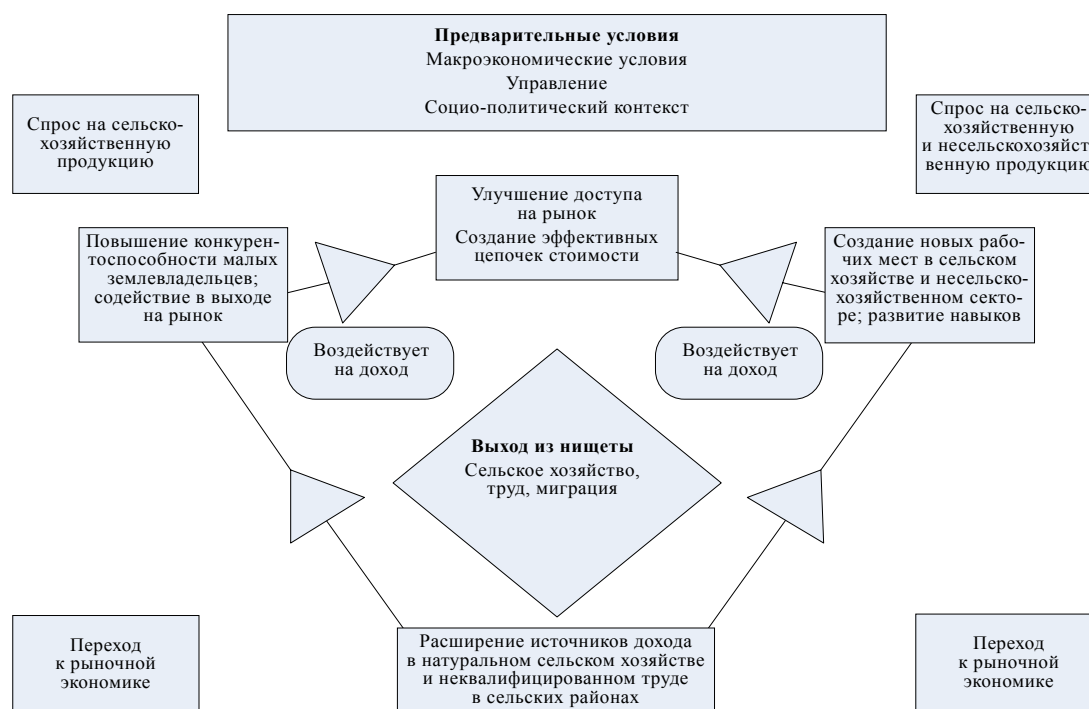 Предварительные условия
Макроэкономические условия
Управление
Социо-политический контекст
Спрос на сельско-
хозяйственную
продукцию
Спрос на сельско-
хозяйственную
и несельскохозяйст-
венную продукцию
Улучшение доступа
на рынок
Создание эффективных
цепочек стоимости
Повышение конкурен-
тоспособности малых
землевладельцев;
содействие в выходе
на рынок
Создание новых рабо-
чих мест в сельском
хозяйстве и несельско-
хозяйственном секто-
ре; развитие навыков
Воздействует
на доход
Воздействует
на доход
Выход из нищеты
Сельское хозяйство,
труд, миграция
Переход
к рыночной
экономике
Расширение источников дохода
в натуральном сельском хозяйстве
и неквалифицированном труде
в сельских районах
Переход
к рыночной
экономике